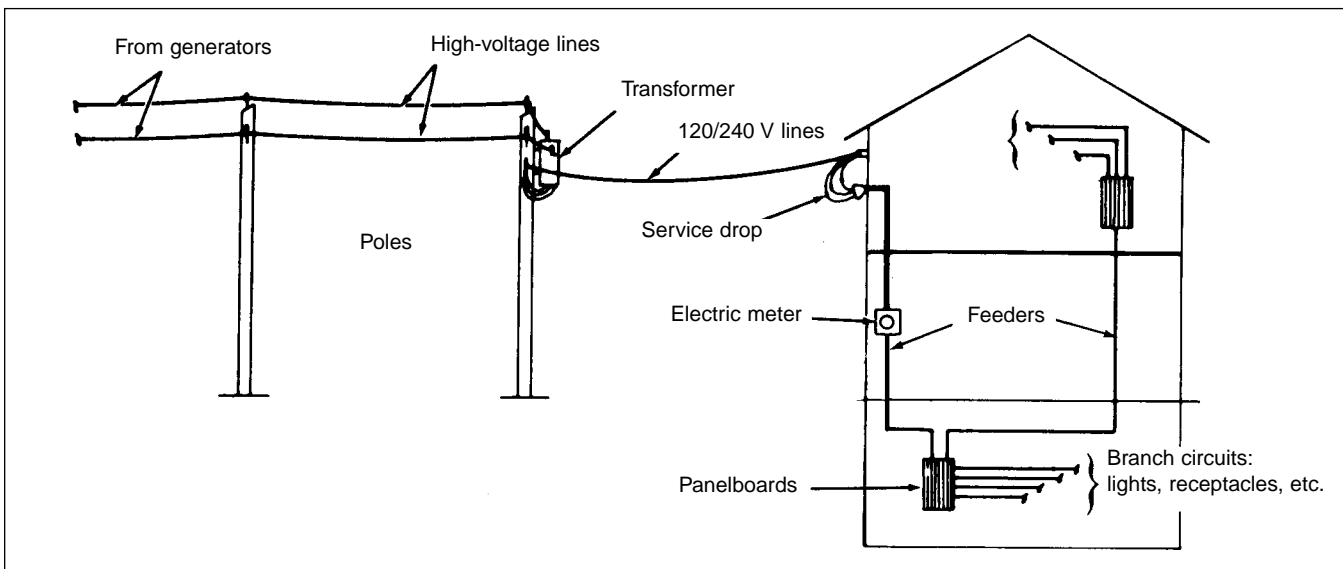 From generators
High-voltage lines
Transformer
120/240 V lines
Service drop
Poles
Electric meter
Feeders
Panelboards
Branch circuits:
lights, receptacles, etc.